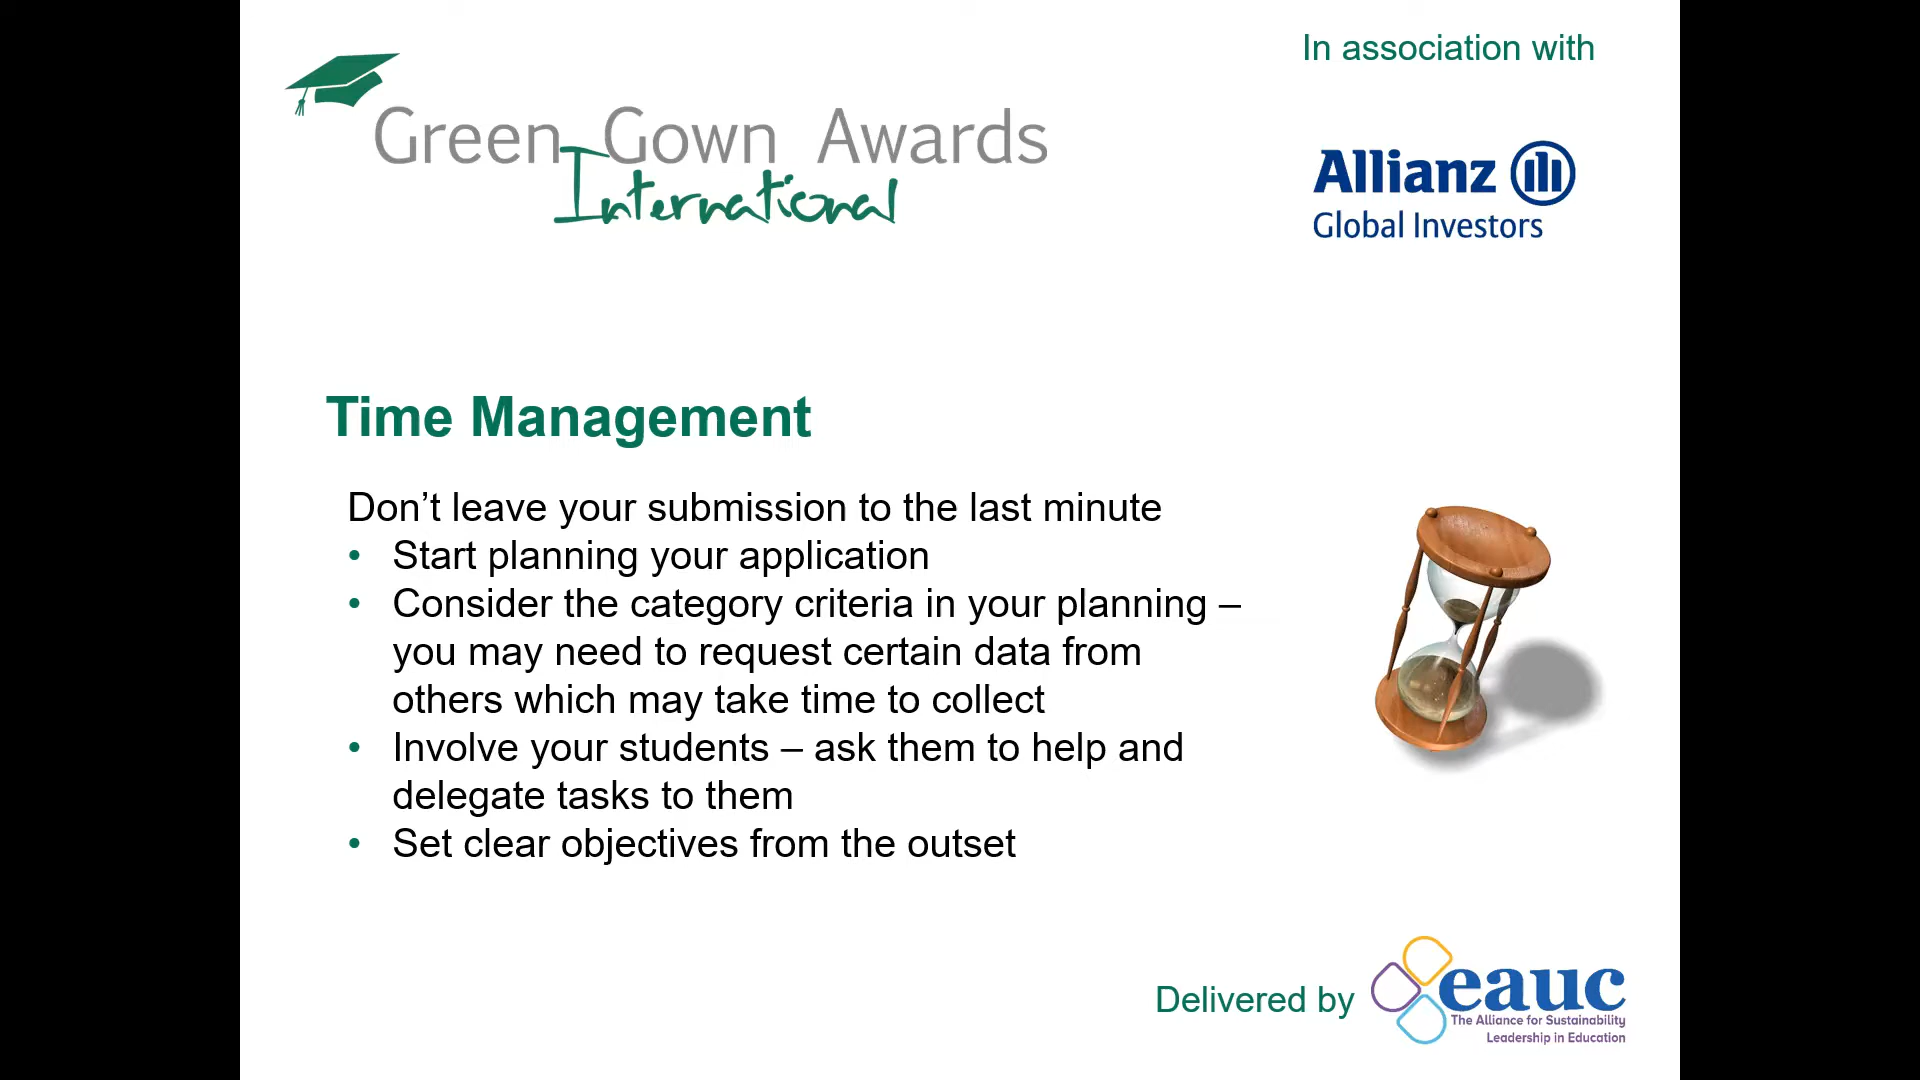 In association with
Green Gown Awards
International
Allianz
Global Investors
Time Management
Don’t leave your submission to the last minute
• Start planning your application
• Consider the category criteria in your planning –
you may need to request certain data from
others which may take time to collect
• Involve your students – ask them to help and
delegate tasks to them
• Set clear objectives from the outset
Delivered by
eauc
The Alliance for Sustainability
Leadership in Education